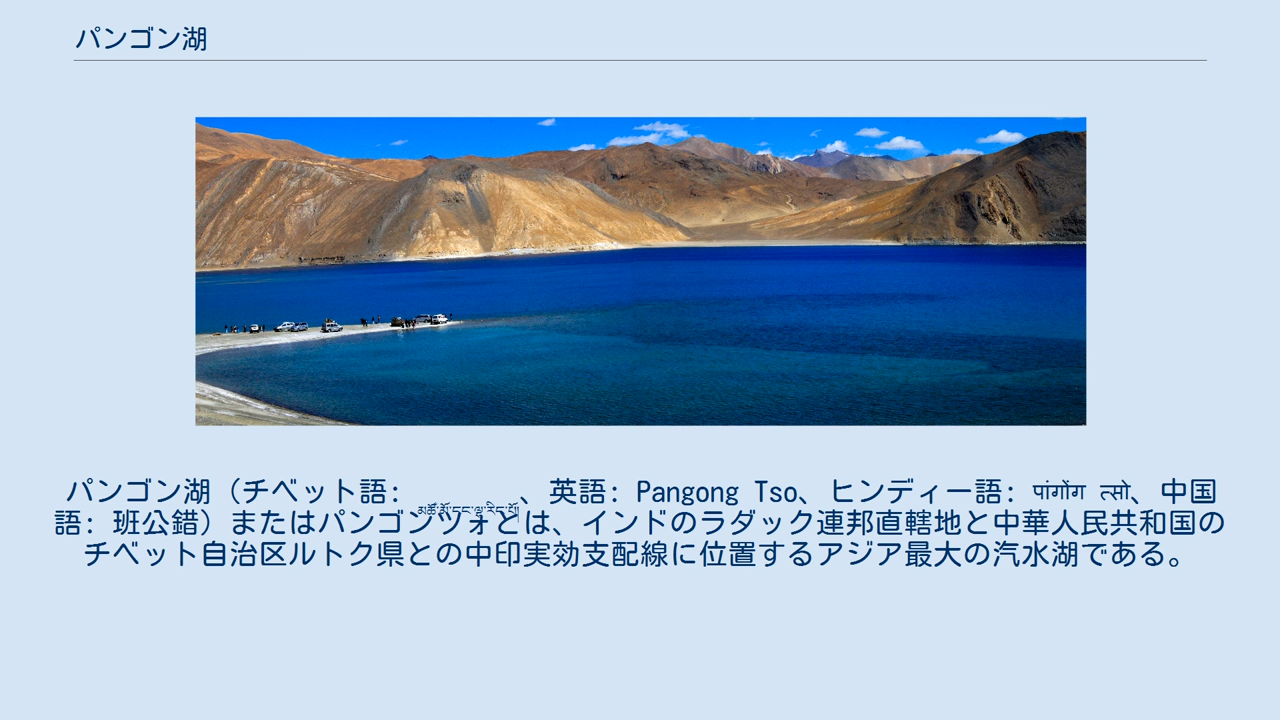 パンゴン湖
パンゴン湖（チベット語: 、英語: Pangong Tso、ヒンディー語: पांगोंग त्सो、中国
語: 班公錯）またはパンゴンツォとは、インドのラダック連邦直轄地と中華人民共和国の
チベット自治区ルトク県との中印実効支配線に位置するアジア最大の汽水湖である。